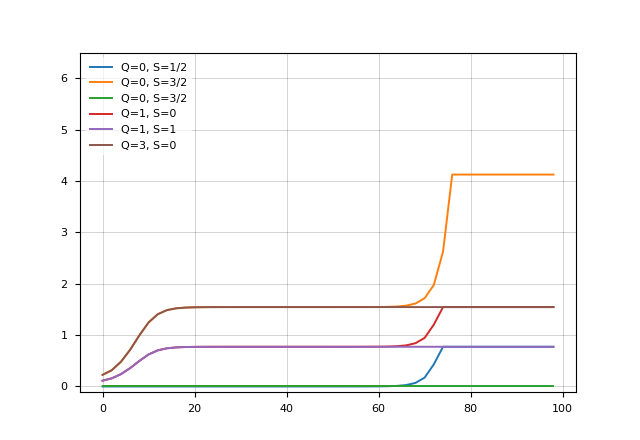 Q=0, S=1/2
Q=0, S=3/2
Q=0, S=3/2
Q=1, S=0
Q=1, S=1
Q=3, S=0
6
5
4
3
2
1
0
0 20 40 60 80 100